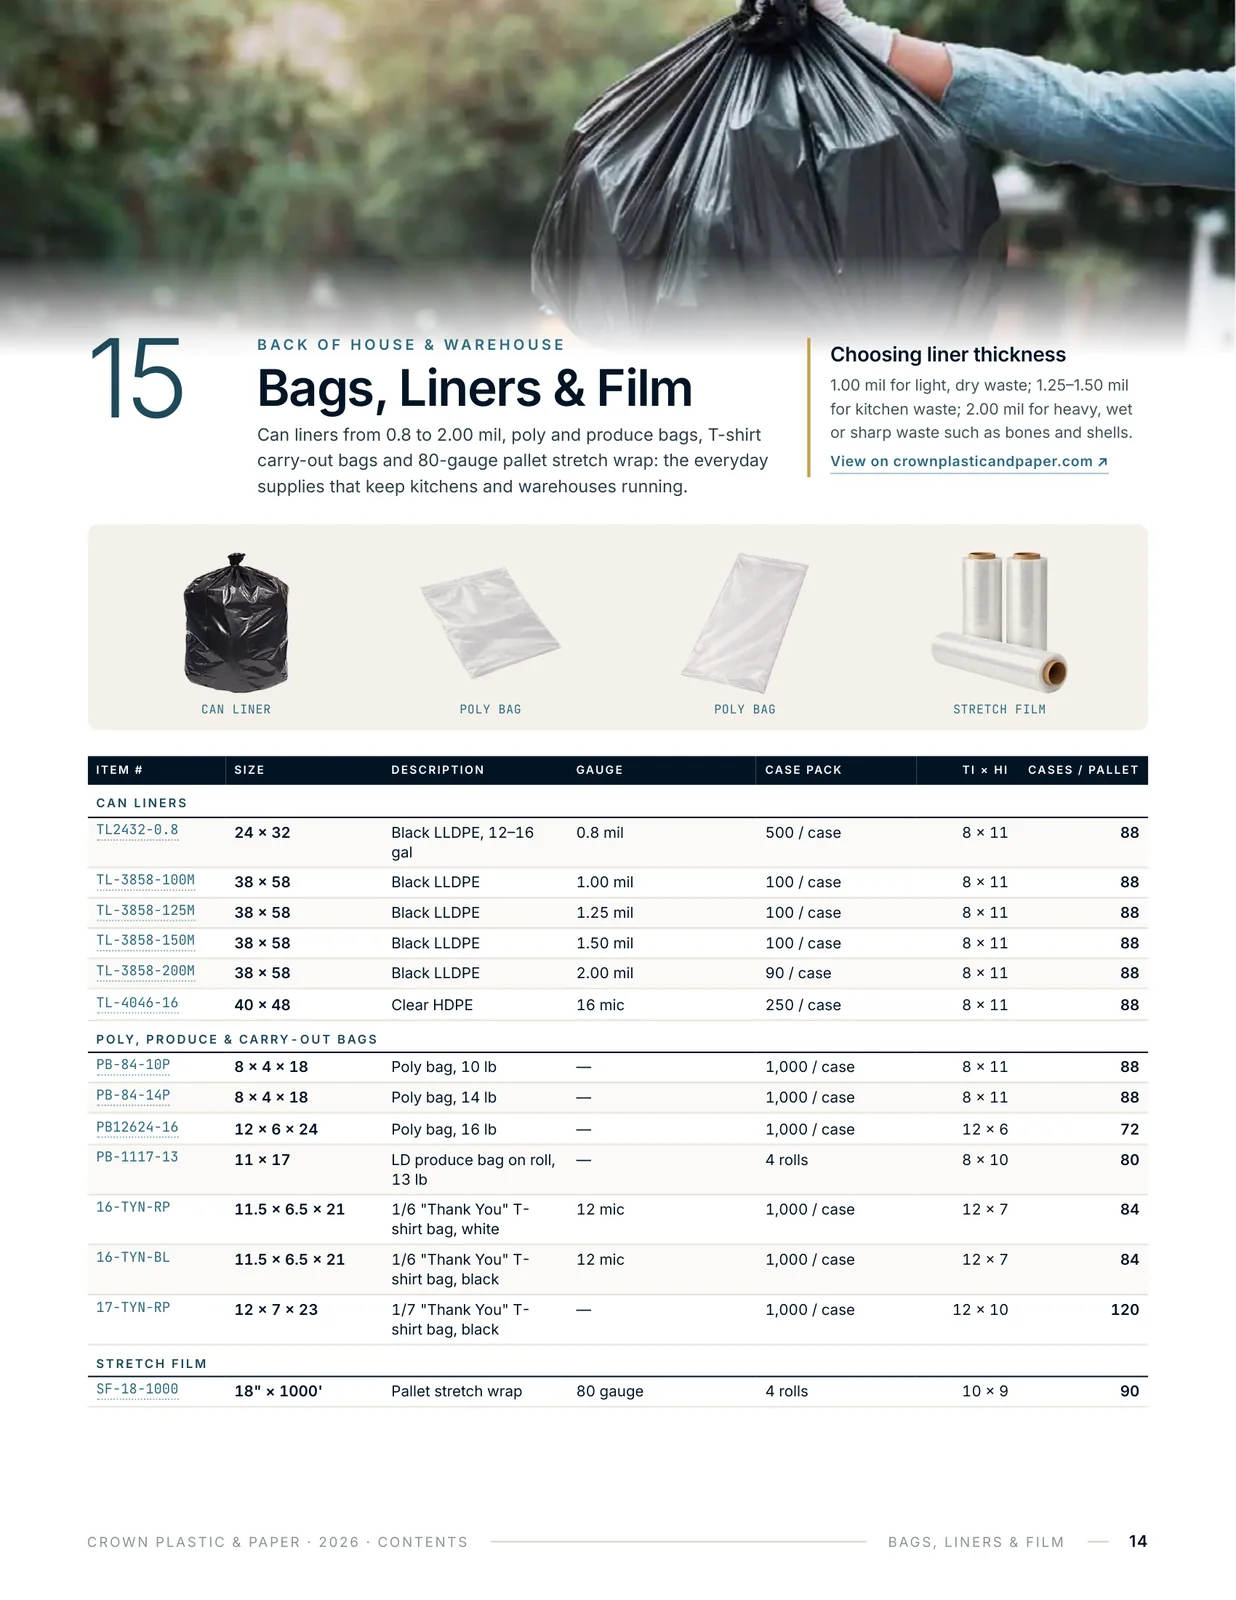 15
BACK OF HOUSE & WAREHOUSE
Bags, Liners & Film
Can liners from 0.8 to 2.00 mil, poly and produce bags, T-shirt
carry-out bags and 80-gauge pallet stretch wrap: the everyday
supplies that keep kitchens and warehouses running.
Choosing liner thickness
1.00 mil for light, dry waste; 1.25–1.50 mil
for kitchen waste; 2.00 mil for heavy, wet
or sharp waste such as bones and shells.
View on crownplasticandpaper.com ↗
CAN LINER POLY BAG POLY BAG STRETCH FILM
ITEM # SIZE DESCRIPTION GAUGE CASE PACK TI × HI CASES / PALLET
CAN LINERS
TL2432-0.8 24 × 32 Black LLDPE, 12–16 0.8 mil 500 / case 8 × 11 88
gal
TL-3858-100M 38 × 58 Black LLDPE 1.00 mil 100 / case 8 × 11 88
TL-3858-125M 38 × 58 Black LLDPE 1.25 mil 100 / case 8 × 11 88
TL-3858-150M 38 × 58 Black LLDPE 1.50 mil 100 / case 8 × 11 88
TL-3858-200M 38 × 58 Black LLDPE 2.00 mil 90 / case 8 × 11 88
TL-4046-16 40 × 48 Clear HDPE 16 mic 250 / case 8 × 11 88
POLY, PRODUCE & CARRY-OUT BAGS
PB-84-10P 8 × 4 × 18 Poly bag, 10 lb — 1,000 / case 8 × 11 88
PB-84-14P 8 × 4 × 18 Poly bag, 14 lb — 1,000 / case 8 × 11 88
PB12624-16 12 × 6 × 24 Poly bag, 16 lb — 1,000 / case 12 × 6 72
PB-1117-13 11 × 17 LD produce bag on roll, — 4 rolls 8 × 10 80
13 lb
16-TYN-RP 11.5 × 6.5 × 21 1/6 "Thank You" T- 12 mic 1,000 / case 12 × 7 84
shirt bag, white
16-TYN-BL 11.5 × 6.5 × 21 1/6 "Thank You" T- 12 mic 1,000 / case 12 × 7 84
shirt bag, black
17-TYN-RP 12 × 7 × 23 1/7 "Thank You" T- — 1,000 / case 12 × 10 120
shirt bag, black
STRETCH FILM
SF-18-1000 18" × 1000' Pallet stretch wrap 80 gauge 4 rolls 10 × 9 90
CROWN PLASTIC & PAPER · 2026 · CONTENTS BAGS, LINERS & FILM 14